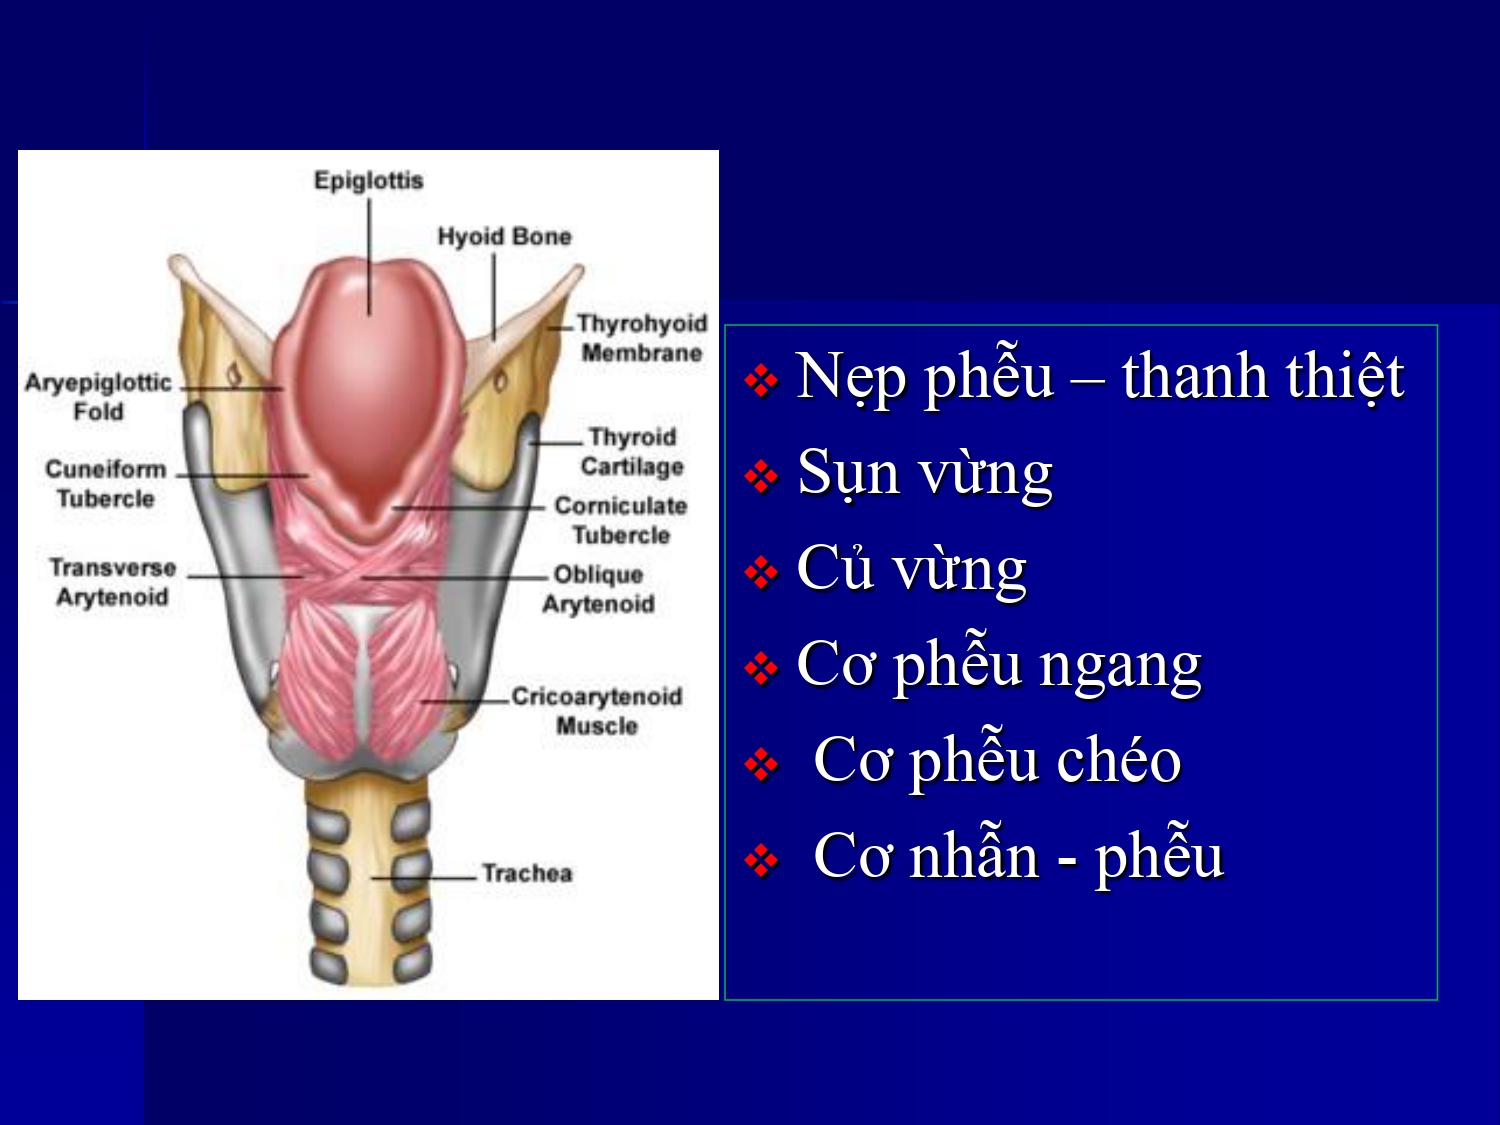 Epiglottis
Hyoid Bone
Thyrohyoid
Membrane
Aryepiglottic
Fold
Thyroid
Cartilage
Cuneiform
Tubercle
Corniculate
Tubercle
Transverse
Arytenoid
Oblique
Arytenoid
Cricoarytenoid
Muscle
Trachea
Nẹp phễu – thanh thiệt
Sụn vừng
Củ vừng
Cơ phễu ngang
Cơ phễu chéo
Cơ nhẫn - phễu